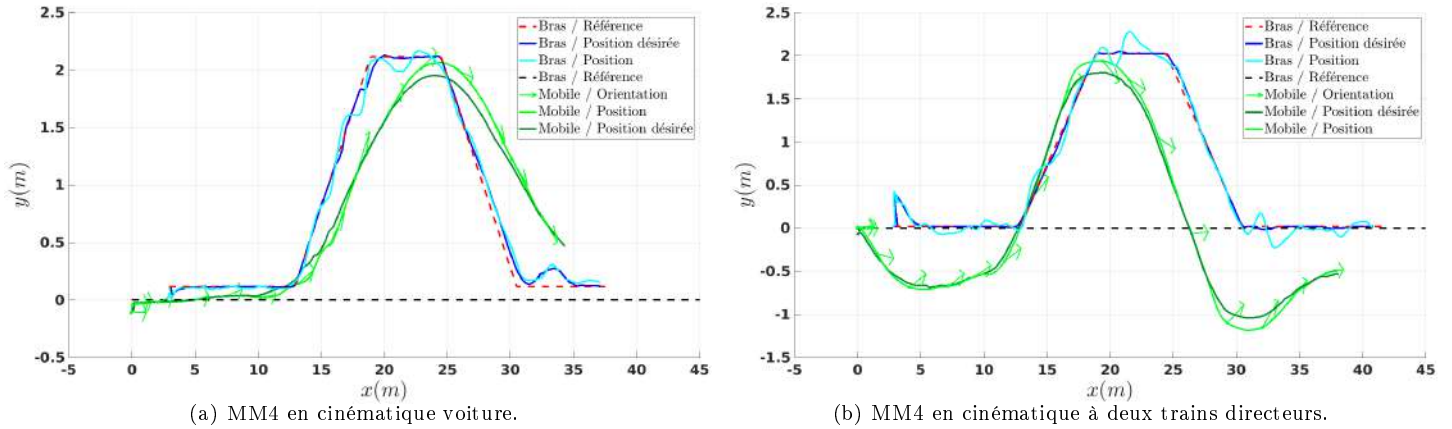 2.5
2
1.5
1
0.5
0
-0.5
y(m)
-5 0 5 10 15 20 25 30 35 40 45
x(m)
Bras / Référence
Bras / Position désirée
Bras / Position
Bras / Référence
Mobile / Orientation
Mobile / Position
Mobile / Position désirée
(a) MM4 en cinématique voiture.
2.5
2
1.5
1
0.5
0
-0.5
-1
-1.5
y(m)
-5 0 5 10 15 20 25 30 35 40 45
x(m)
Bras / Référence
Bras / Position désirée
Bras / Position
Bras / Référence
Mobile / Orientation
Mobile / Position désirée
Mobile / Position
(b) MM4 en cinématique à deux trains directeurs.